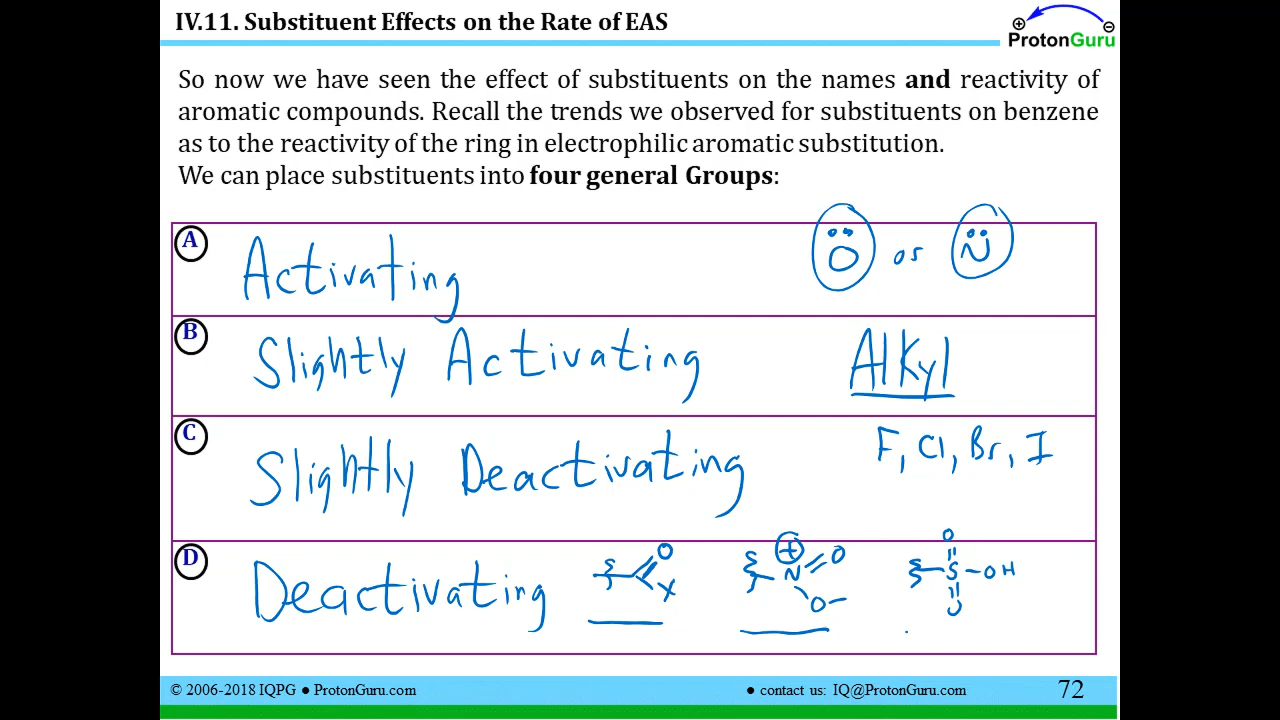 IV.11. Substituent Effects on the Rate of EAS
ProtonGuru
So now we have seen the effect of substituents on the names and reactivity of
aromatic compounds. Recall the trends we observed for substituents on benzene
as to the reactivity of the ring in electrophilic aromatic substitution.
We can place substituents into four general Groups:
A Activating O or N
B Slightly Activating Alkyl
C Slightly Deactivating F, Cl, Br, I
D Deactivating O X N + O O- O S OH O
© 2006-2018 IQPG ● ProtonGuru.com ● contact us: IQ@ProtonGuru.com 72